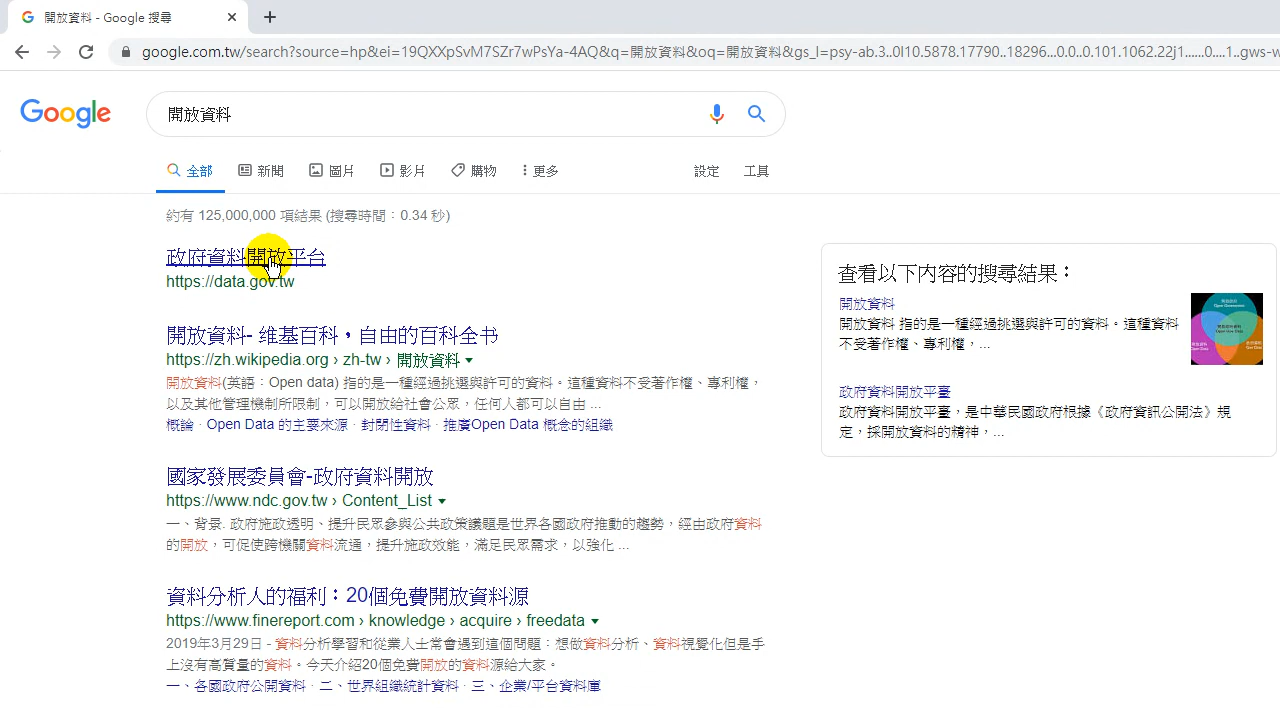 開放資料 - Google 搜尋
google.com.tw/search?source=hp&ei=19QXXpSvM7SZr7wPsYa-4AQ&q=開放資料&oq=開放資料&gs_l=psy-ab.3..0l10.5878.17790..18296...0.0..0.101.1062.22j1......0....1..gws-w
Google
開放資料
全部 新聞 圖片 影片 購物 更多 設定 工具
約有 125,000,000 項結果 (搜尋時間：0.34 秒)
政府資料開放平台
https://data.gov.tw
開放資料- 维基百科，自由的百科全书
https://zh.wikipedia.org › zh-tw › 開放資料
開放資料(英語：Open data) 指的是一種經過挑選與許可的資料。這種資料不受著作權、專利權，
以及其他管理機制所限制，可以開放給社會公眾，任何人都可以自由 ...
概論 · Open Data 的主要來源 · 封閉性資料 · 推廣Open Data 概念的組織
國家發展委員會-政府資料開放
https://www.ndc.gov.tw › Content_List
一、背景. 政府施政透明、提升民眾參與公共政策議題是世界各國政府推動的趨勢，經由政府資料
的開放，可促使跨機關資料流通，提升施政效能，滿足民眾需求，以強化 ...
資料分析人的福利：20個免費開放資料源
https://www.finereport.com › knowledge › acquire › freedata
2019年3月29日 - 資料分析學習和從業人士常會遇到這個問題：想做資料分析、資料視覺化但是手
上沒有高質量的資料。今天介紹20個免費開放的資料源給大家。
一、各國政府公開資料 · 二、世界組織統計資料 · 三、企業/平台資料庫
查看以下內容的搜尋結果：
開放資料
開放資料 指的是一種經過挑選與許可的資料。這種資料
不受著作權、專利權，...
政府資料開放平臺
政府資料開放平臺，是中華民國政府根據《政府資訊公開法》規
定，採開放資料的精神，...